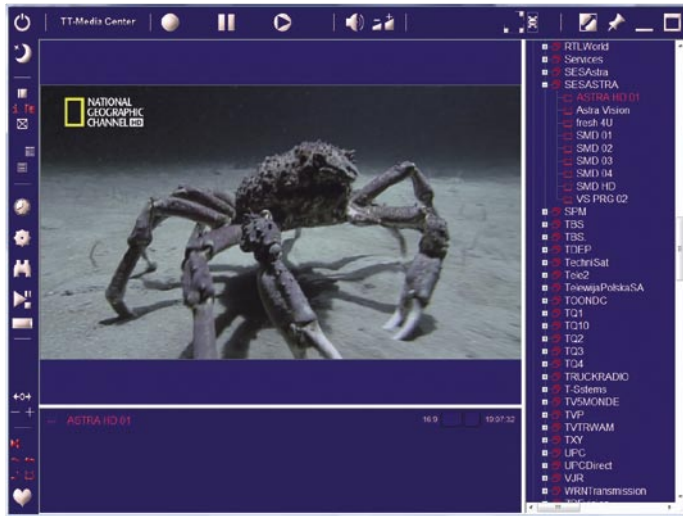 TT-Media Center
NATIONAL
GEOGRAPHIC
CHANNEL HD
ASTRA HD 01
16:9
10:07:32
RTLWorld
Services
SESAstra
SESASTRA
ASTRA HD 01
Astra Vision
fresh 4U
SMD 01
SMD 02
SMD 03
SMD 04
SMD HD
VS PRG 02
SPM
TBS
TBS.
TDEP
TechniSat
Tele2
TelewijaPolskaSA
TOONDC
TQ1
TQ10
TQ2
TQ3
TQ4
TRUCKRADIO
T-Sstems
TV5MONDE
TVP
TVTRWAM
TXY
UPC
UPCDirect
VJR
WRNTransmission